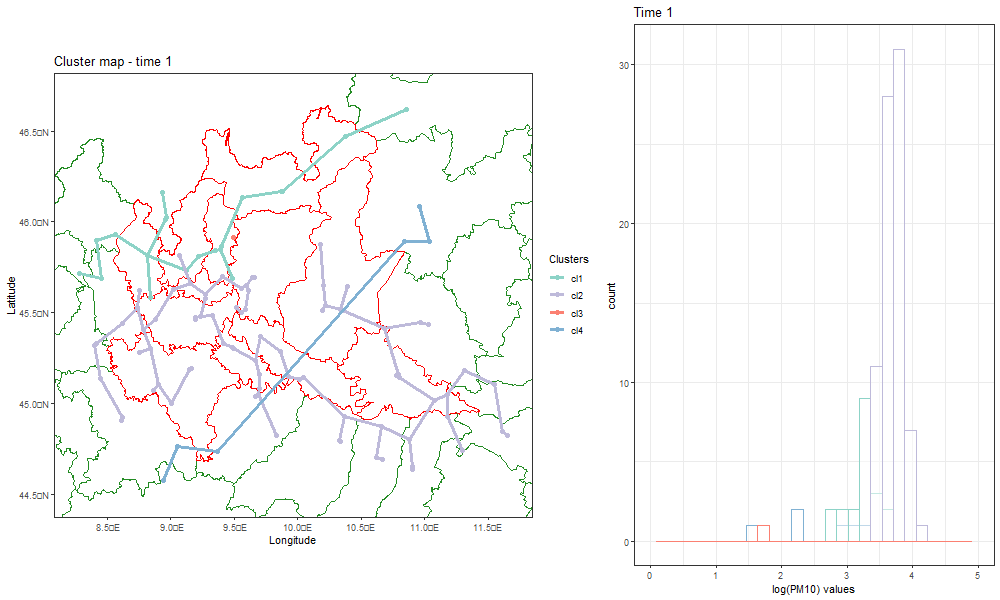 Cluster map - time 1
46.5□N
46.0□N
45.5□N
45.0□N
44.5□N
Latitude
8.5□E 9.0□E 9.5□E 10.0□E 10.5□E 11.0□E 11.5□E
Longitude
Clusters
cl1
cl2
cl3
cl4
Time 1
30
20
10
0
count
0 1 2 3 4 5
log(PM10) values